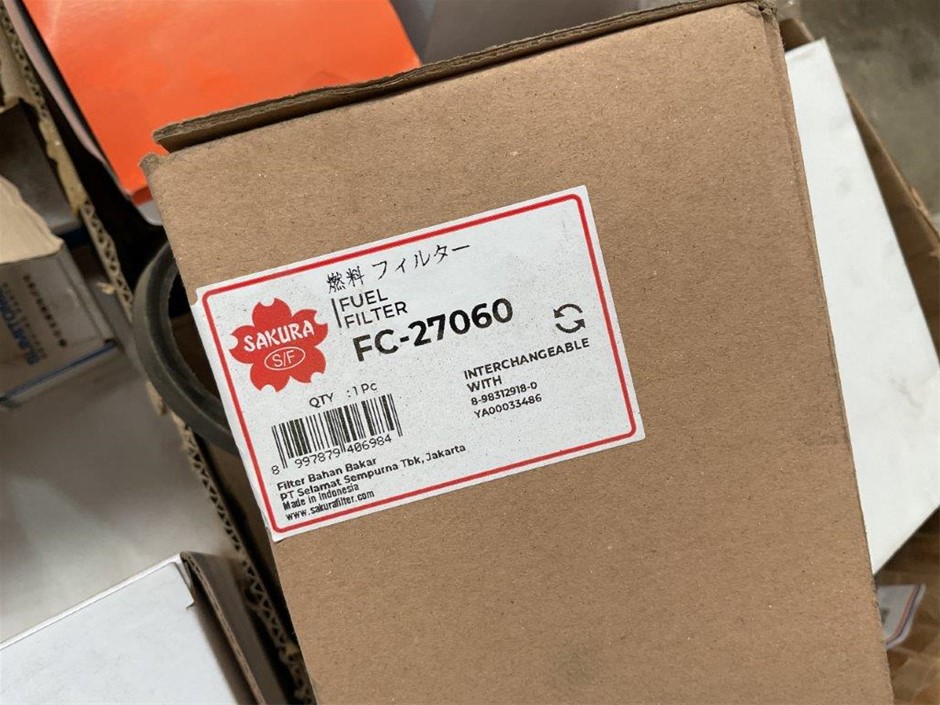 燃料 フィルター
FUEL
FILTER
FC-27060
SAKURA
S/F
QTY : 1 Pc
INTERCHANGEABLE
WITH
8-98312918-0
YA00033486
8 997879 406984
Filter Bahan Bakar
PT Selamat Sempurna Tbk, Jakarta
Made in Indonesia
www.sakurafilter.com